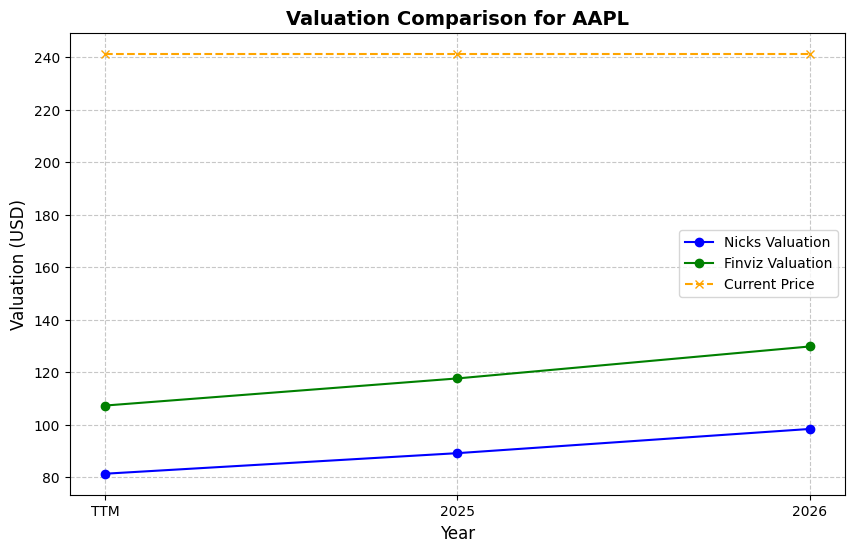 Valuation Comparison for AAPL
Valuation (USD)
240
220
200
180
160
140
120
100
80
Nicks Valuation
Finviz Valuation
Current Price
TTM
2025
2026
Year